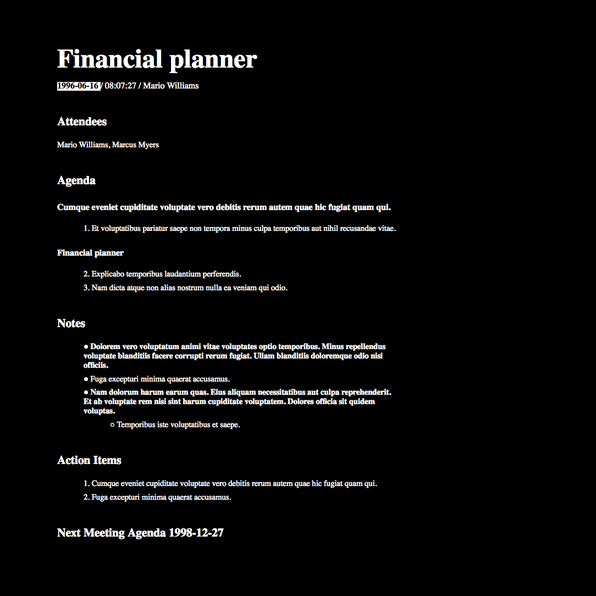 Financial planner
1996-06-16 / 08:07:27 / Mario Williams
Attendees
Mario Williams, Marcus Myers
Agenda
Cumque eveniet cupiditate voluptate vero debitis rerum autem quae hic fugiat quam qui.
1. Et voluptatibus pariatur saepe non tempora minus culpa temporibus aut nihil recusandae vitae.
Financial planner
2. Explicabo temporibus laudantium perferendis.
3. Nam dicta atque non alias nostrum nulla ea veniam qui odio.
Notes
● Dolorem vero voluptatum animi vitae voluptates optio temporibus. Minus repellendus
voluptate blanditiis facere corrupti rerum fugiat. Ullam blanditiis doloremque odio nisi
officiis.
● Fuga excepturi minima quaerat accusamus.
● Nam dolorum harum earum quas. Eius aliquam necessitatibus aut culpa reprehenderit.
Et ab voluptate rem nisi sint harum cupiditate voluptatem. Dolores officia sit quidem
voluptas.
○ Temporibus iste voluptatibus et saepe.
Action Items
1. Cumque eveniet cupiditate voluptate vero debitis rerum autem quae hic fugiat quam qui.
2. Fuga excepturi minima quaerat accusamus.
Next Meeting Agenda 1998-12-27